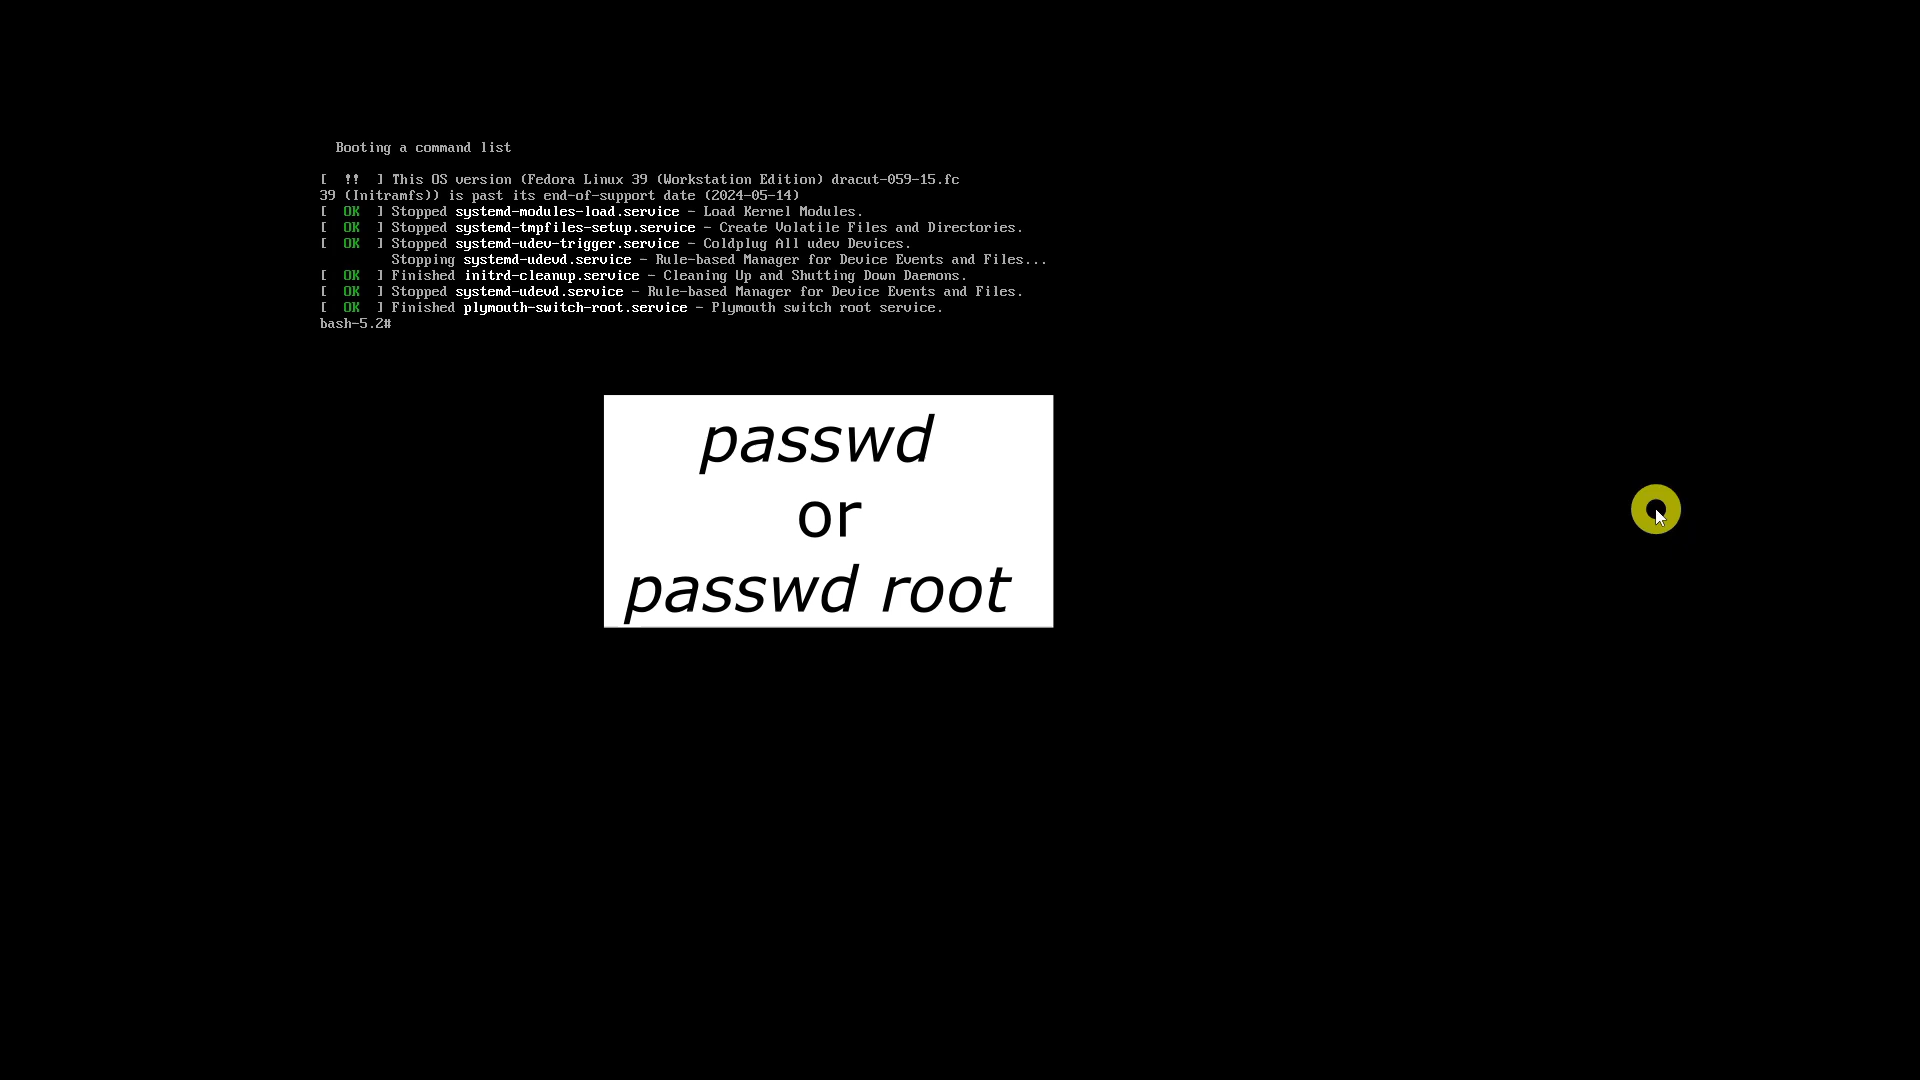 Booting a command list
[ !! ] This OS version (Fedora Linux 39 (Workstation Edition) dracut-059-15.fc
39 (Initramfs)) is past its end-of-support date (2024-05-14)
[ OK ] Stopped systemd-modules-load.service - Load Kernel Modules.
[ OK ] Stopped systemd-tmpfiles-setup.service - Create Volatile Files and Directories.
[ OK ] Stopped systemd-udev-trigger.service - Coldplug All udev Devices.
Stopping systemd-udevd.service - Rule-based Manager for Device Events and Files...
[ OK ] Finished initrd-cleanup.service - Cleaning Up and Shutting Down Daemons.
[ OK ] Stopped systemd-udevd.service - Rule-based Manager for Device Events and Files.
[ OK ] Finished plymouth-switch-root.service - Plymouth switch root service.
bash-5.2#
passwd
or
passwd root